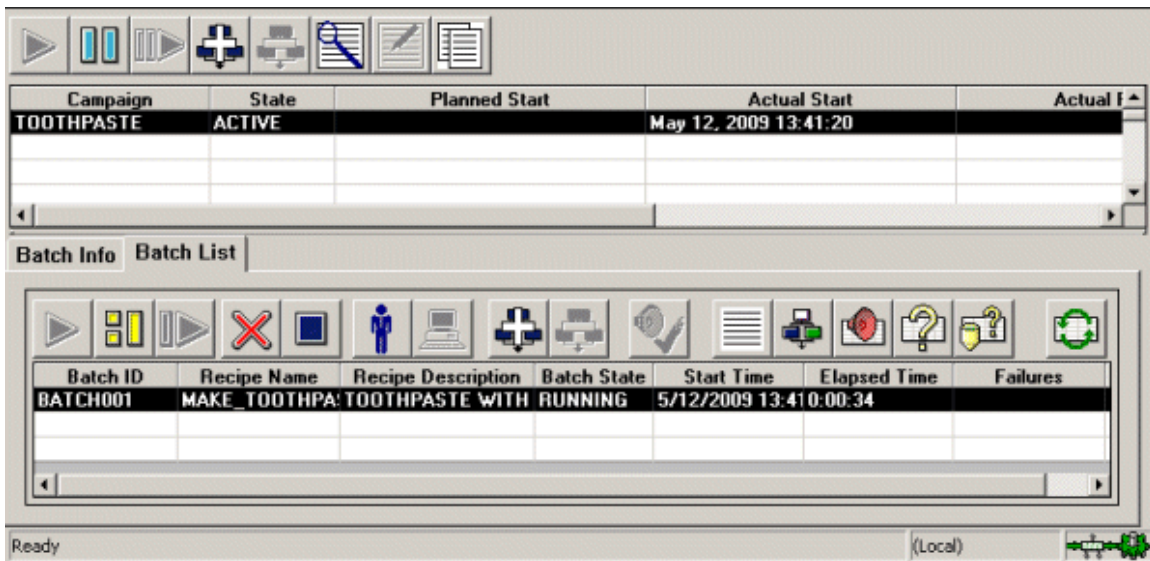 Campaign State Planned Start Actual Start Actual F
TOOTHPASTE ACTIVE May 12, 2009 13:41:20
Batch Info Batch List
Batch ID Recipe Name Recipe Description Batch State Start Time Elapsed Time Failures
BATCH001 MAKE_TOOTHPA TOOTHPASTE WITH RUNNING 5/12/2009 13:41 0:00:34
Ready (Local)